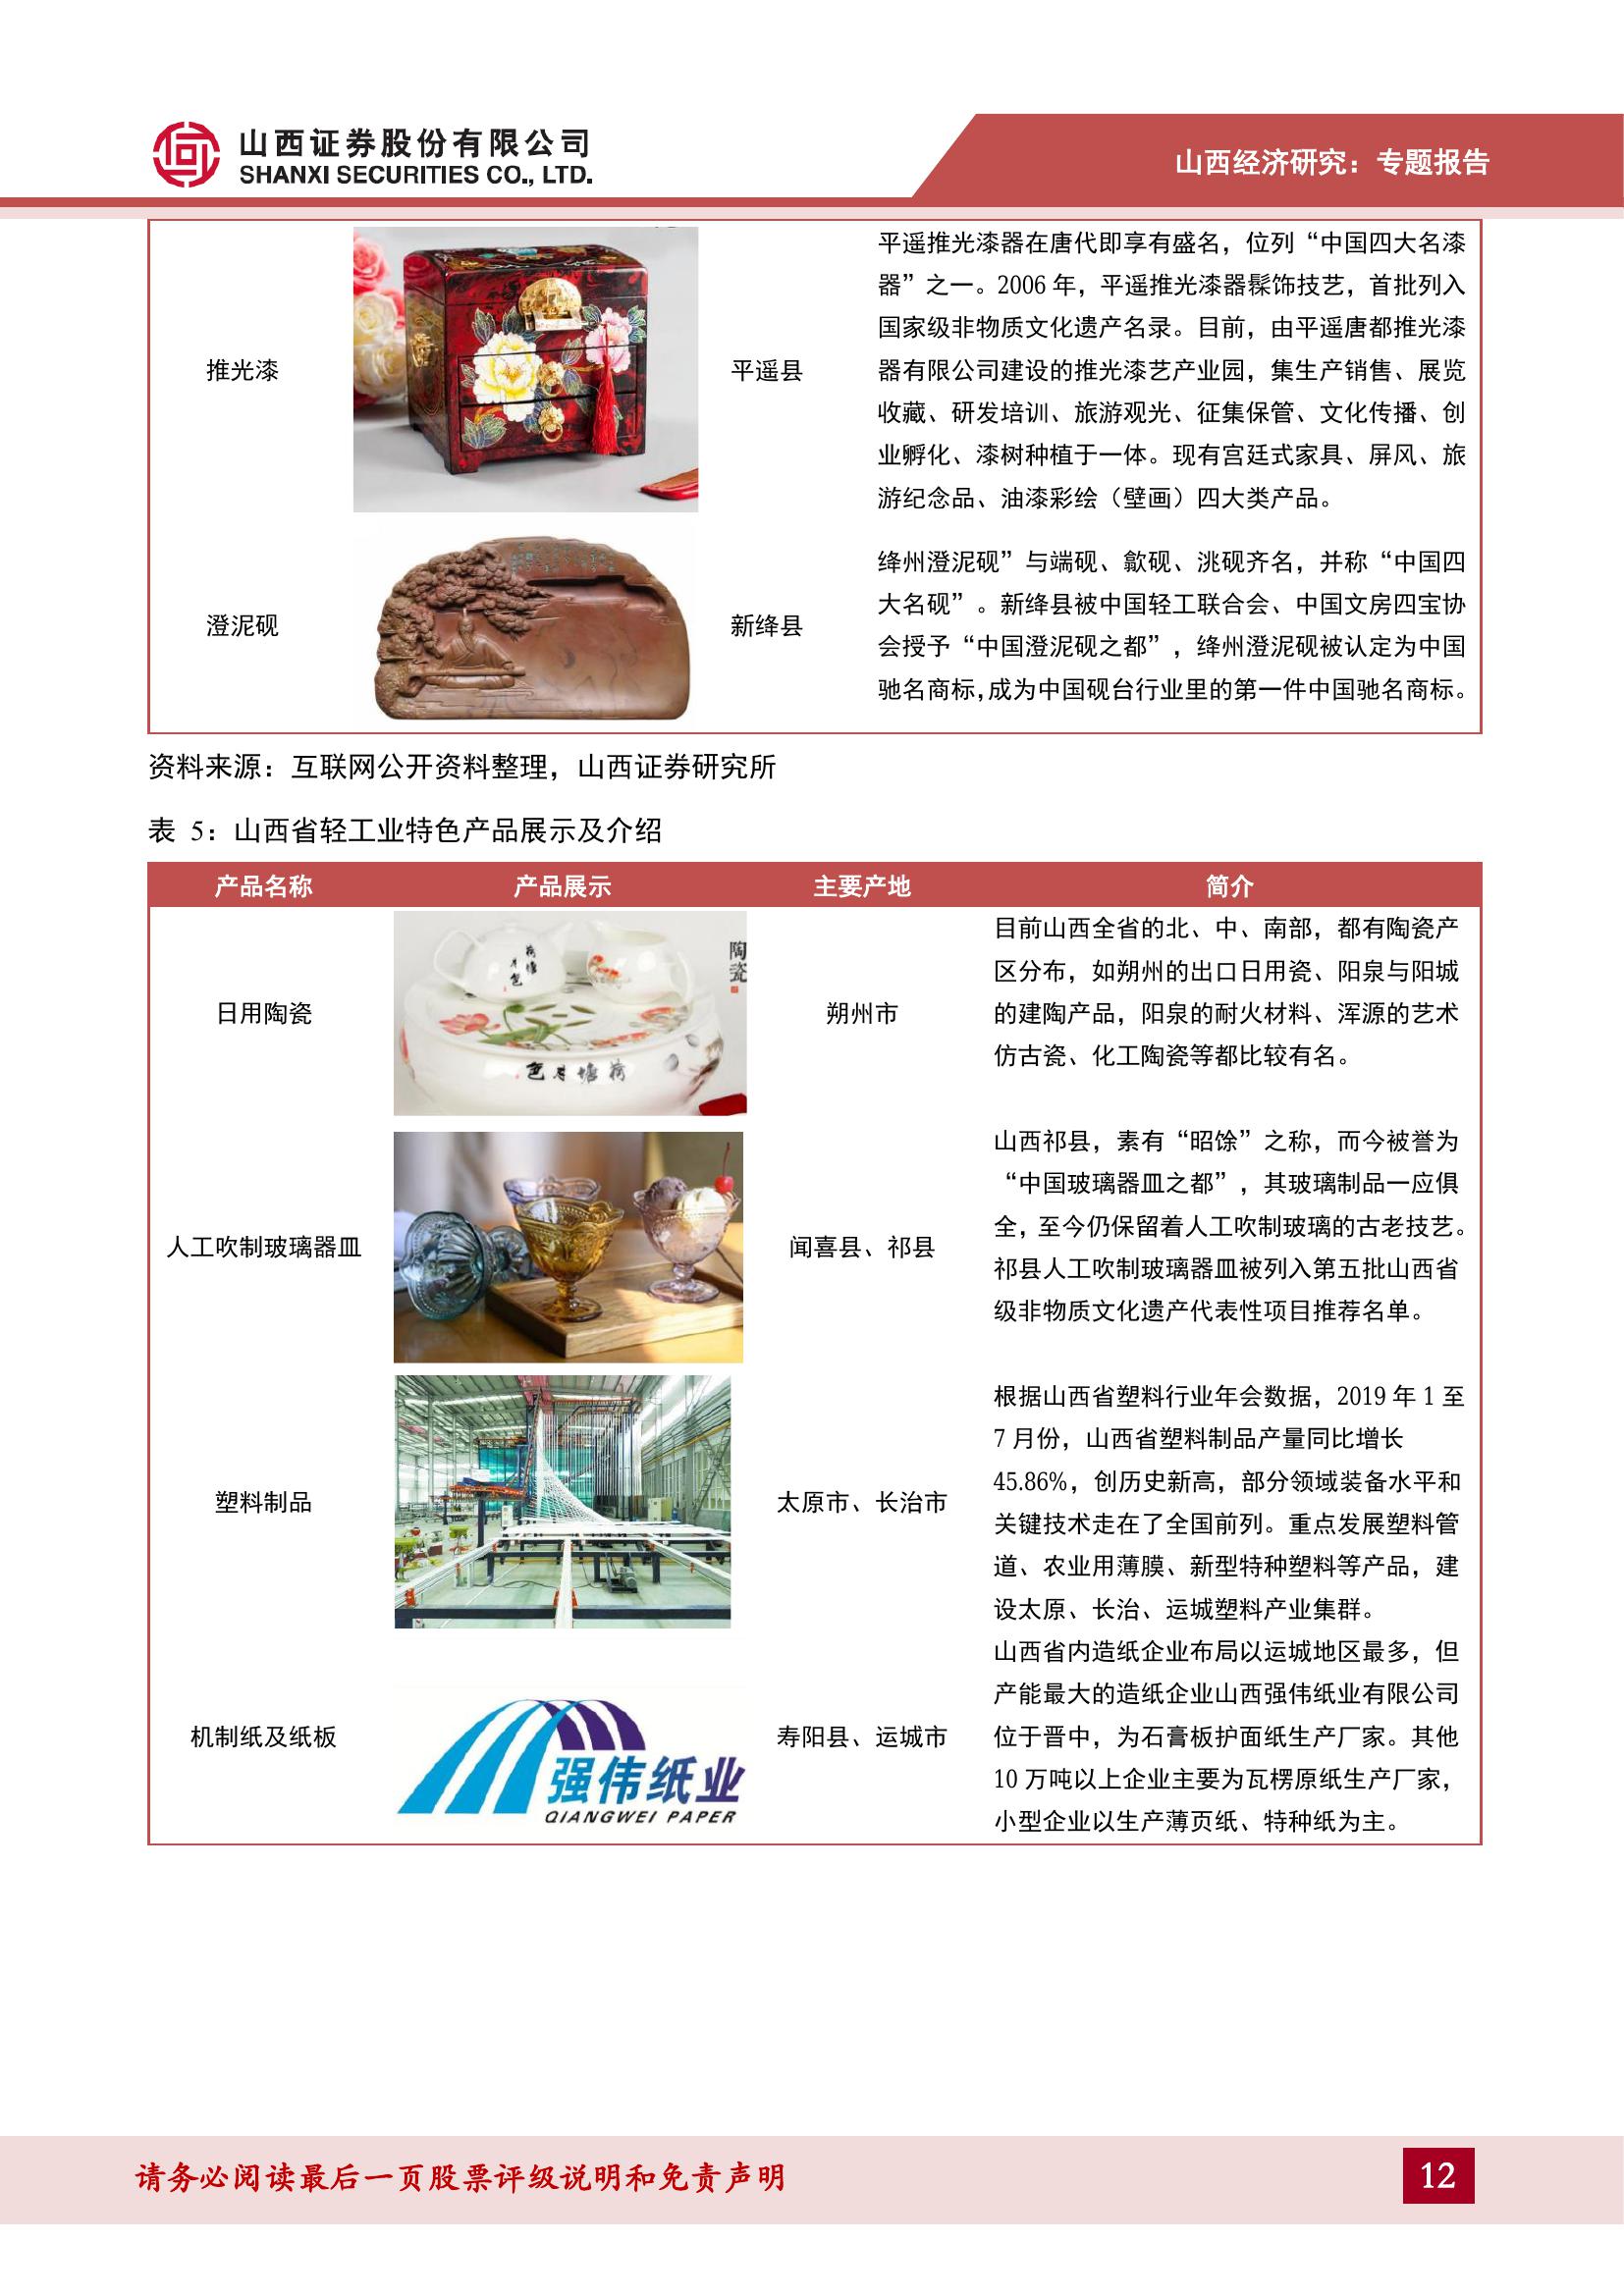 山西证券股份有限公司
SHANXI SECURITIES CO., LTD.
山西经济研究：专题报告
推光漆
平遥县
平遥推光漆器在唐代即享有盛名，位列“中国四大名漆
器”之一。2006 年，平遥推光漆器髹饰技艺，首批列入
国家级非物质文化遗产名录。目前，由平遥唐都推光漆
器有限公司建设的推光漆艺产业园，集生产销售、展览
收藏、研发培训、旅游观光、征集保管、文化传播、创
业孵化、漆树种植于一体。现有宫廷式家具、屏风、旅
游纪念品、油漆彩绘（壁画）四大类产品。
澄泥砚
新绛县
绛州澄泥砚”与端砚、歙砚、洮砚齐名，并称“中国四
大名砚”。新绛县被中国轻工联合会、中国文房四宝协
会授予“中国澄泥砚之都”，绛州澄泥砚被认定为中国
驰名商标，成为中国砚台行业里的第一件中国驰名商标。
资料来源：互联网公开资料整理，山西证券研究所
表 5：山西省轻工业特色产品展示及介绍
产品名称 产品展示 主要产地 简介
日用陶瓷
陶瓷
荷塘月色
色月塘荷
朔州市
目前山西全省的北、中、南部，都有陶瓷产
区分布，如朔州的出口日用瓷、阳泉与阳城
的建陶产品，阳泉的耐火材料、浑源的艺术
仿古瓷、化工陶瓷等都比较有名。
人工吹制玻璃器皿
闻喜县、祁县
山西祁县，素有“昭馀”之称，而今被誉为
“中国玻璃器皿之都”，其玻璃制品一应俱
全，至今仍保留着人工吹制玻璃的古老技艺。
祁县人工吹制玻璃器皿被列入第五批山西省
级非物质文化遗产代表性项目推荐名单。
塑料制品
太原市、长治市
根据山西省塑料行业年会数据，2019 年 1 至
7 月份，山西省塑料制品产量同比增长
45.86%，创历史新高，部分领域装备水平和
关键技术走在了全国前列。重点发展塑料管
道、农业用薄膜、新型特种塑料等产品，建
设太原、长治、运城塑料产业集群。
机制纸及纸板
强伟纸业
QIANGWEI PAPER
寿阳县、运城市
山西省内造纸企业布局以运城地区最多，但
产能最大的造纸企业山西强伟纸业有限公司
位于晋中，为石膏板护面纸生产厂家。其他
10 万吨以上企业主要为瓦楞原纸生产厂家，
小型企业以生产薄页纸、特种纸为主。
请务必阅读最后一页股票评级说明和免责声明
12